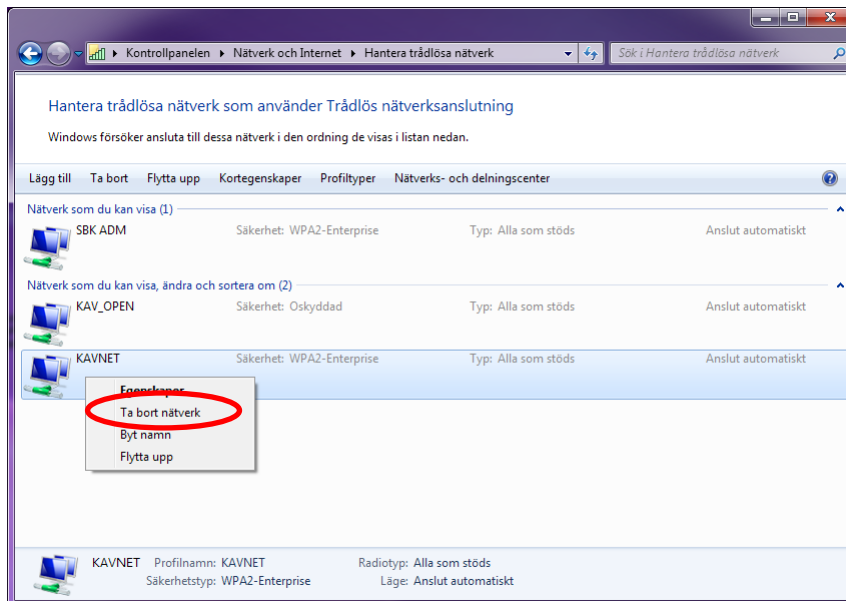 Kontrollpanelen Nätverk och Internet Hantera trådlösa nätverk Sök i Hantera trådlösa nätverk
Hantera trådlösa nätverk som använder Trådlös nätverksanslutning
Windows försöker ansluta till dessa nätverk i den ordning de visas i listan nedan.
Lägg till Ta bort Flytta upp Kortegenskaper Profiltyper Nätverks- och delningscenter
Nätverk som du kan visa (1)
SBK ADM Säkerhet: WPA2-Enterprise Typ: Alla som stöds Anslut automatiskt
Nätverk som du kan visa, ändra och sortera om (2)
KAV_OPEN Säkerhet: Oskyddad Typ: Alla som stöds Anslut automatiskt
KAVNET Säkerhet: WPA2-Enterprise Typ: Alla som stöds Anslut automatiskt
Egenskaper
Ta bort nätverk
Byt namn
Flytta upp
KAVNET Profilnamn: KAVNET Radiotyp: Alla som stöds
Säkerhetstyp: WPA2-Enterprise Läge: Anslut automatiskt